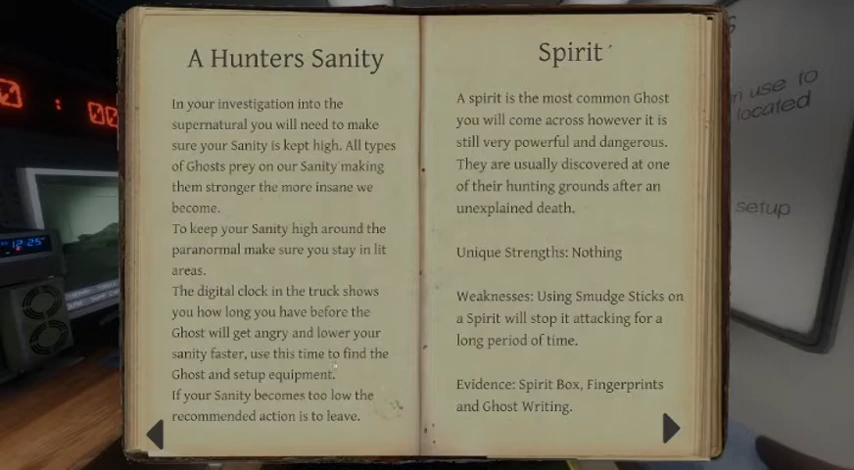 A Hunters Sanity
In your investigation into the
supernatural you will need to make
sure your Sanity is kept high. All types
of Ghosts prey on our Sanity making
them stronger the more insane we
become.
To keep your Sanity high around the
paranormal make sure you stay in lit
areas.
The digital clock in the truck shows
you how long you have before the
Ghost will get angry and lower your
sanity faster, use this time to find the
Ghost and setup equipment.
If your Sanity becomes too low the
recommended action is to leave.
Spirit
A spirit is the most common Ghost
you will come across however it is
still very powerful and dangerous.
They are usually discovered at one
of their hunting grounds after an
unexplained death.
Unique Strengths: Nothing
Weaknesses: Using Smudge Sticks on
a Spirit will stop it attacking for a
long period of time.
Evidence: Spirit Box, Fingerprints
and Ghost Writing.
12:25
use to
located
setup